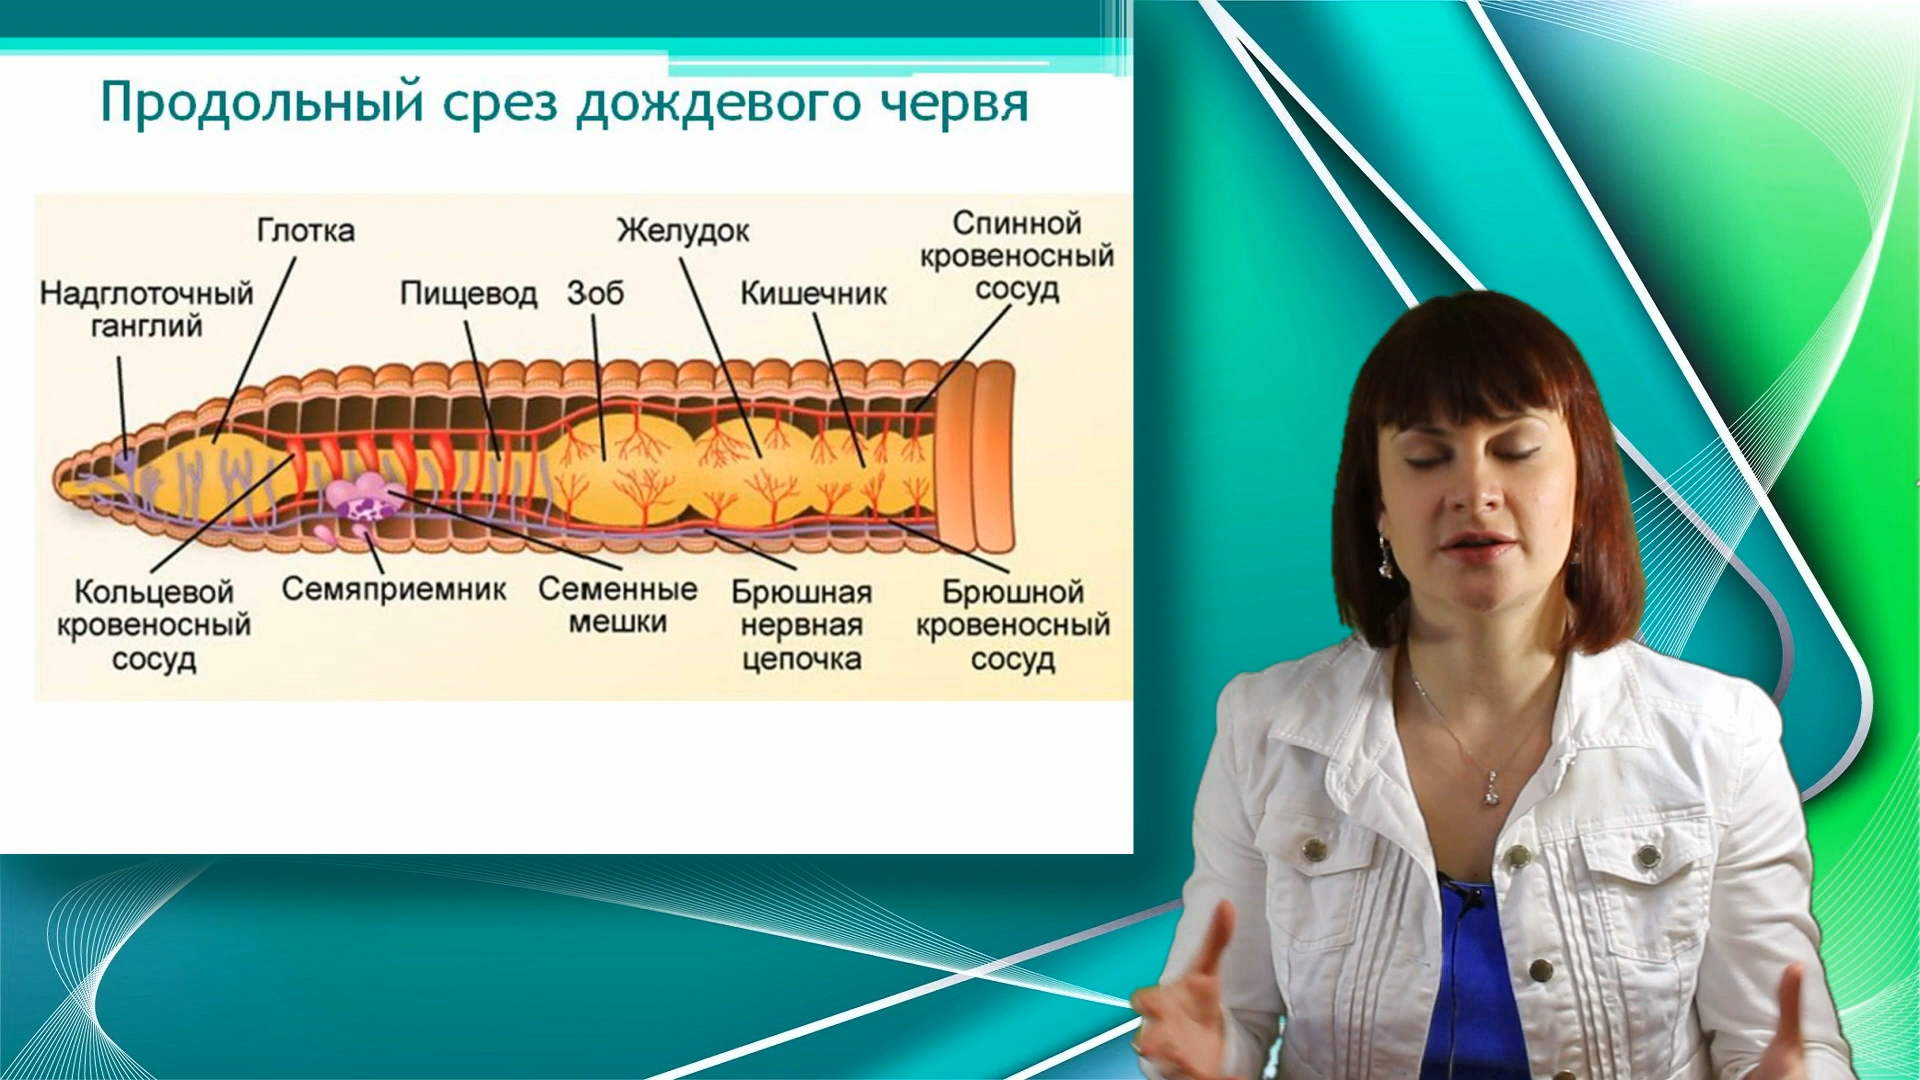 Продольный срез дождевого червя
Глотка
Желудок
Спинной
кровеносный
сосуд
Надглоточный
ганглий
Пищевод
Зоб
Кишечник
Кольцевой
кровеносный
сосуд
Семяприемник
Семенные
мешки
Брюшная
нервная
цепочка
Брюшной
кровеносный
сосуд